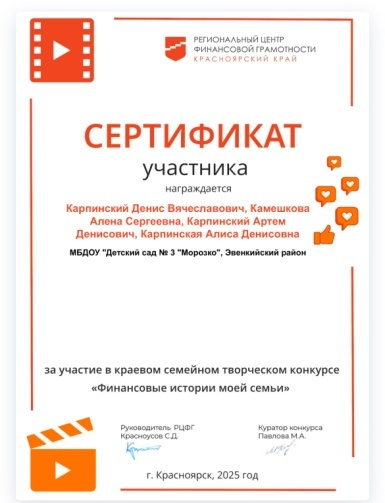 РЕГИОНАЛЬНЫЙ ЦЕНТР
ФИНАНСОВОЙ ГРАМОТНОСТИ
КРАСНОЯРСКИЙ КРАЙ
СЕРТИФИКАТ
участника
награждается
Карпинский Денис Вячеславович, Камешкова
Алена Сергеевна, Карпинский Артем
Денисович, Карпинская Алиса Денисовна
МБДОУ "Детский сад № 3 "Морозко", Эвенкийский район
за участие в краевом семейном творческом конкурсе
«Финансовые истории моей семьи»
Руководитель РЦФГ
Красноусов С.Д.
Куратор конкурса
Павлова М.А.
г. Красноярск, 2025 год